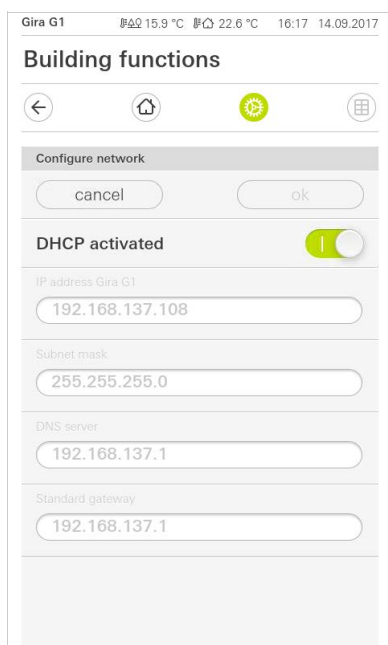 Gira G1 15.9 °C 22.6 °C 16:17 14.09.2017
Building functions
Configure network
cancel ok
DHCP activated
IP address Gira G1
192.168.137.108
Subnet mask
255.255.255.0
DNS server
192.168.137.1
Standard gateway
192.168.137.1